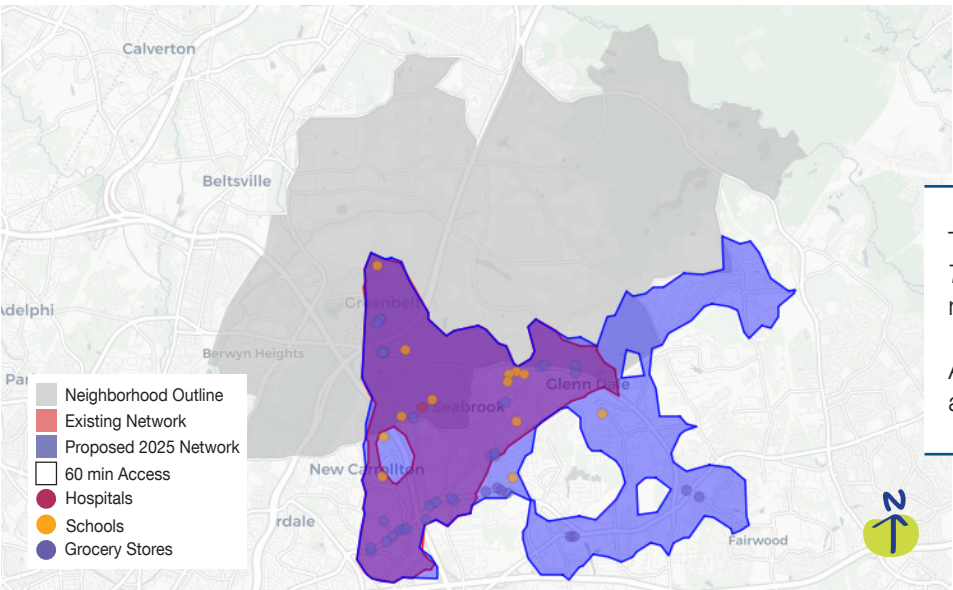 Calverton
Beltsville
Adelphi
Greenbelt
Berwyn Heights
Glenn Dale
Seabrook
New Carrollton
rdale
Fairwood
Neighborhood Outline
Existing Network
Proposed 2025 Network
60 min Access
Hospitals
Schools
Grocery Stores
N